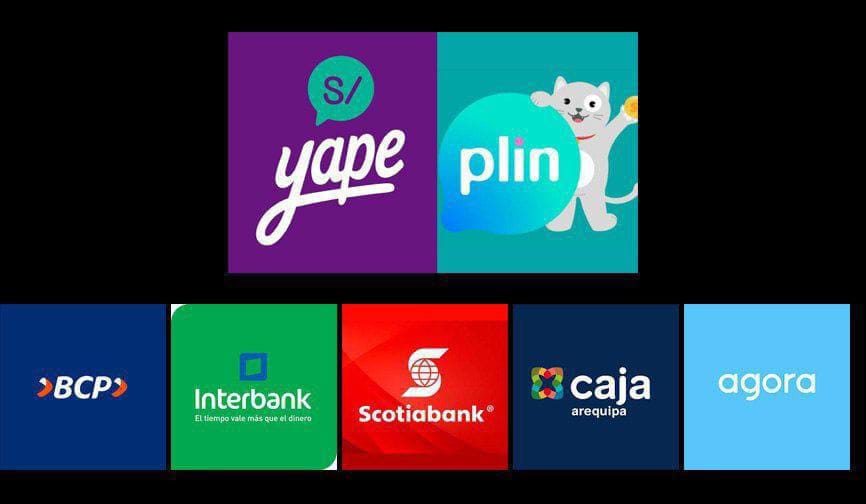 S/
yape
plin
BCP
Interbank
El tiempo vale más que el dinero
Scotiabank®
caja
arequipa
agora